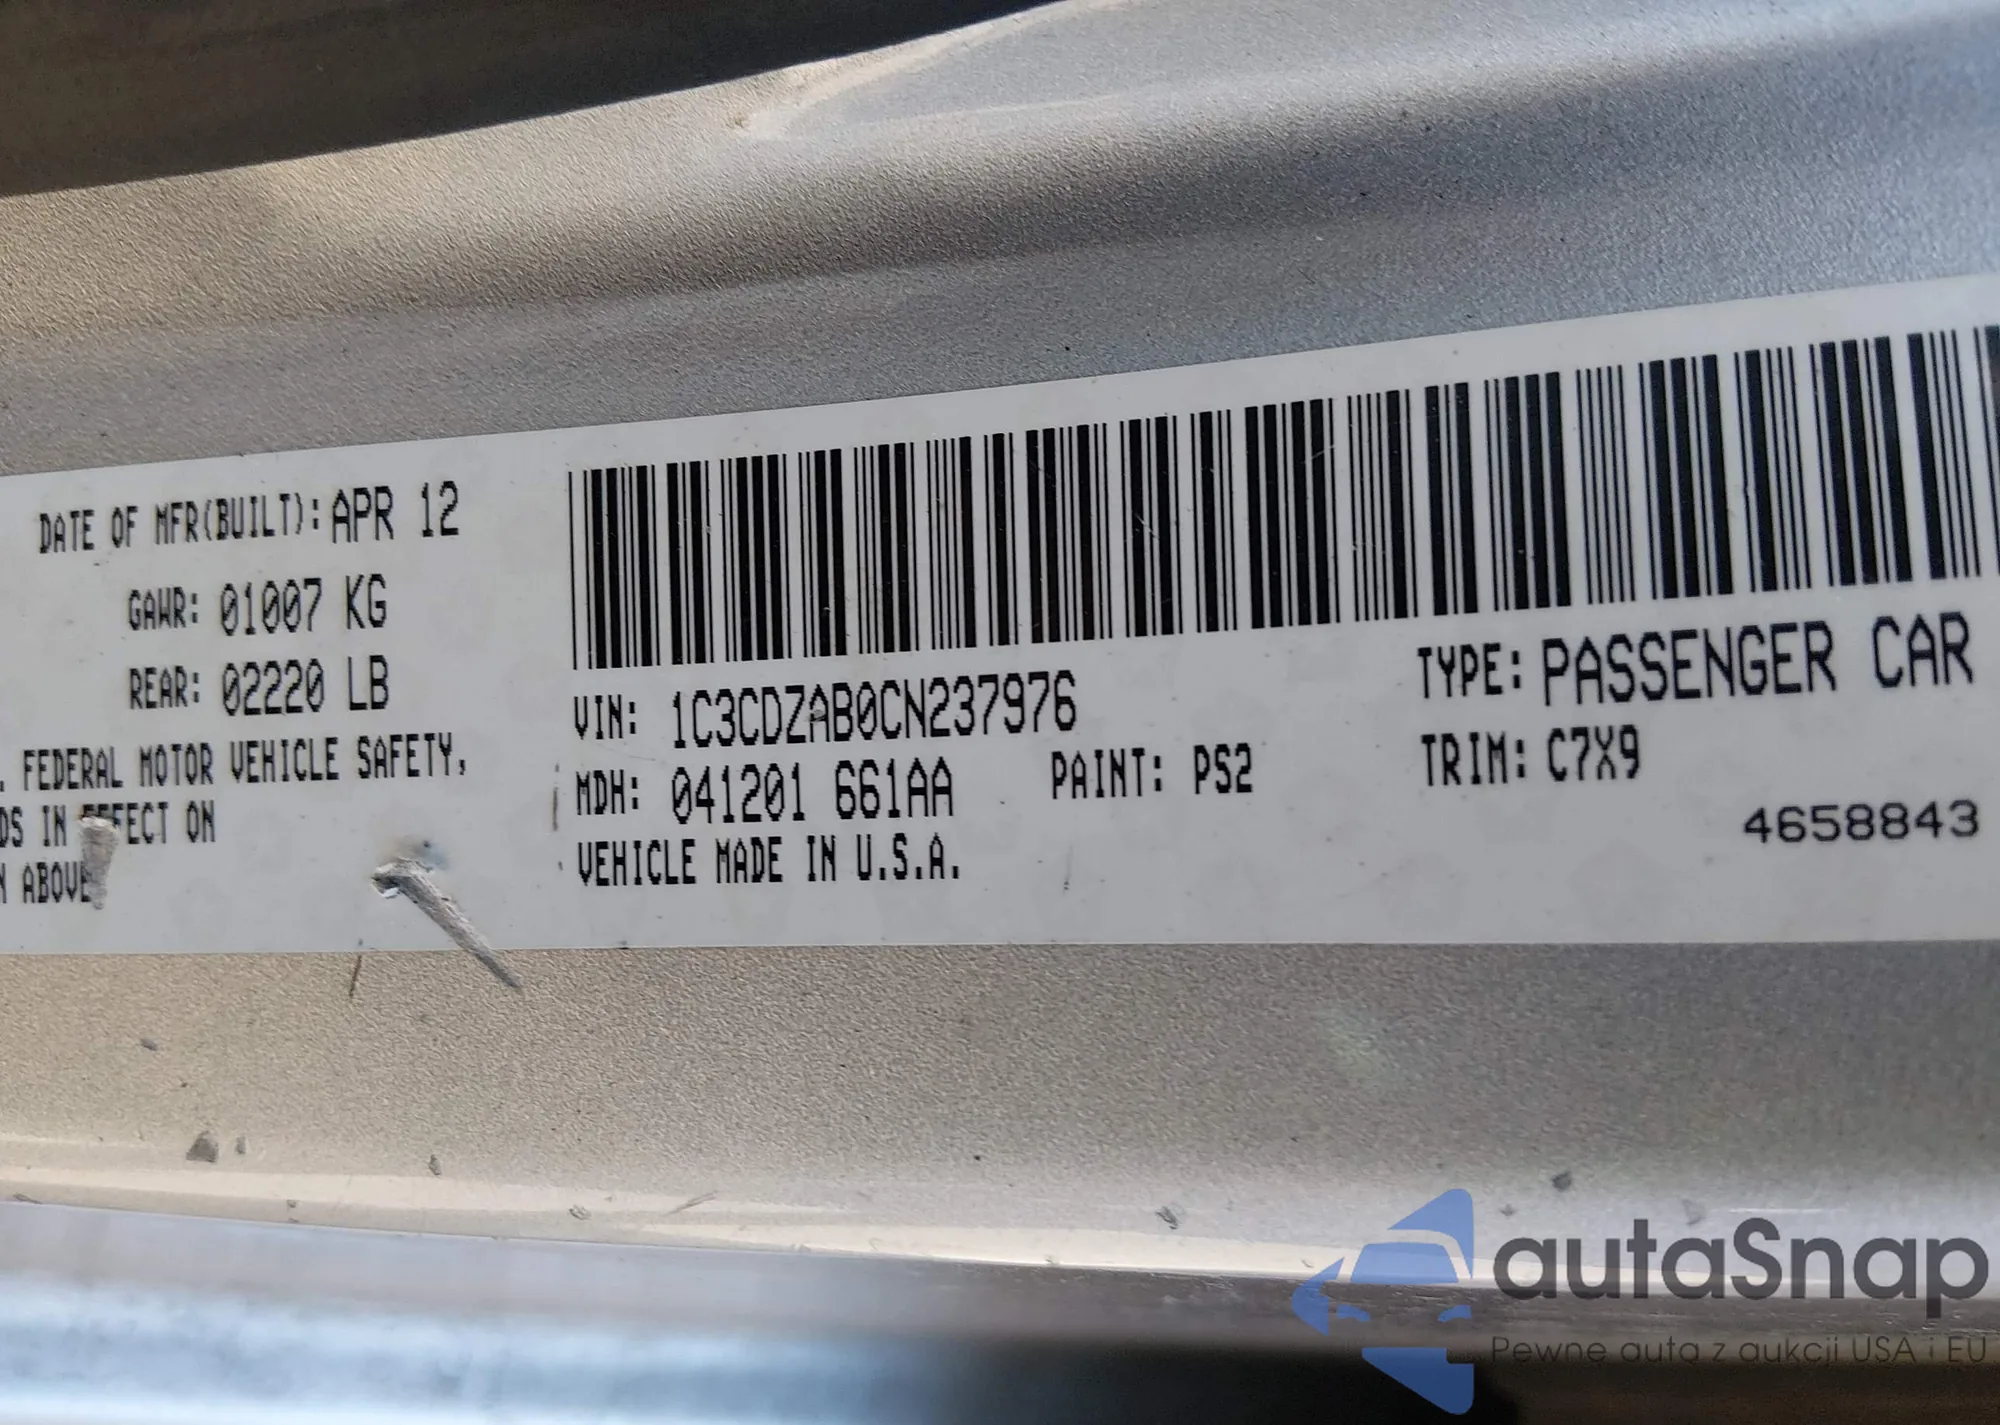 DATE OF MFR(BUILT): APR 12
GAWR: 01007 KG
REAR: 02220 LB
. FEDERAL MOTOR VEHICLE SAFETY,
DS IN EFFECT ON
N ABOVE
VIN: 1C3CDZAB0CN237976
TYPE: PASSENGER CAR
MDH: 041201 661AA
PAINT: PS2
TRIM: C7X9
VEHICLE MADE IN U.S.A.
4658843
autaSnap
Pewne auta z aukcji USA i EU